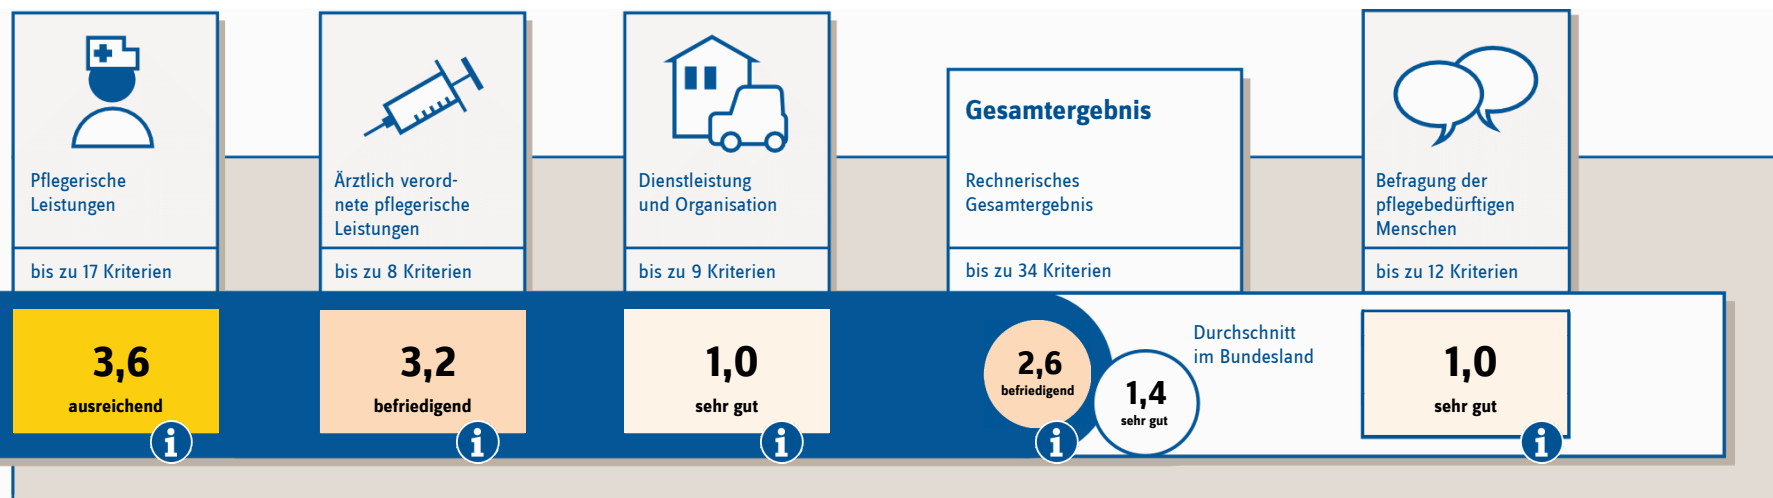 Pflegerische
Leistungen
bis zu 17 Kriterien
3,6
ausreichend
i
Ärztlich verord-
nete pflegerische
Leistungen
bis zu 8 Kriterien
3,2
befriedigend
i
Dienstleistung
und Organisation
bis zu 9 Kriterien
1,0
sehr gut
i
Gesamtergebnis
Rechnerisches
Gesamtergebnis
bis zu 34 Kriterien
2,6
befriedigend
i
1,4
sehr gut
Durchschnitt
im Bundesland
Befragung der
pflegebedürftigen
Menschen
bis zu 12 Kriterien
1,0
sehr gut
i